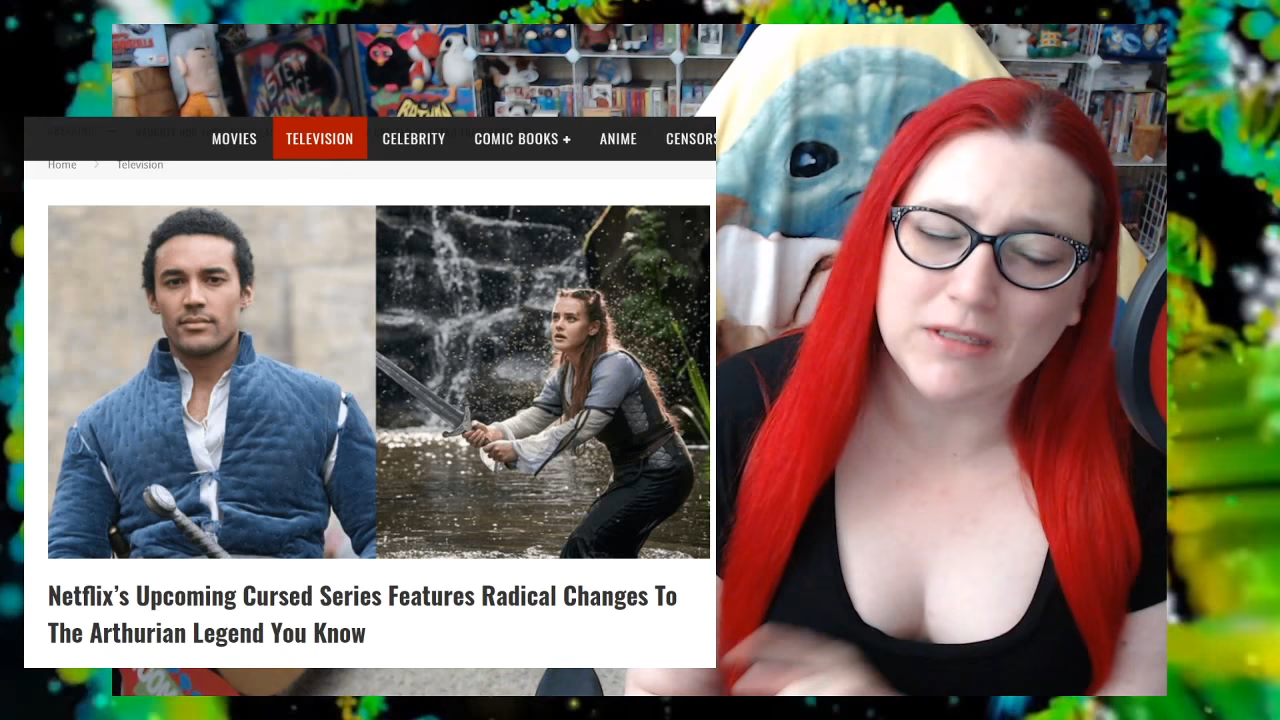 MOVIES TELEVISION CELEBRITY COMIC BOOKS + ANIME CENSORS
Home > Television
Netflix's Upcoming Cursed Series Features Radical Changes To
The Arthurian Legend You Know